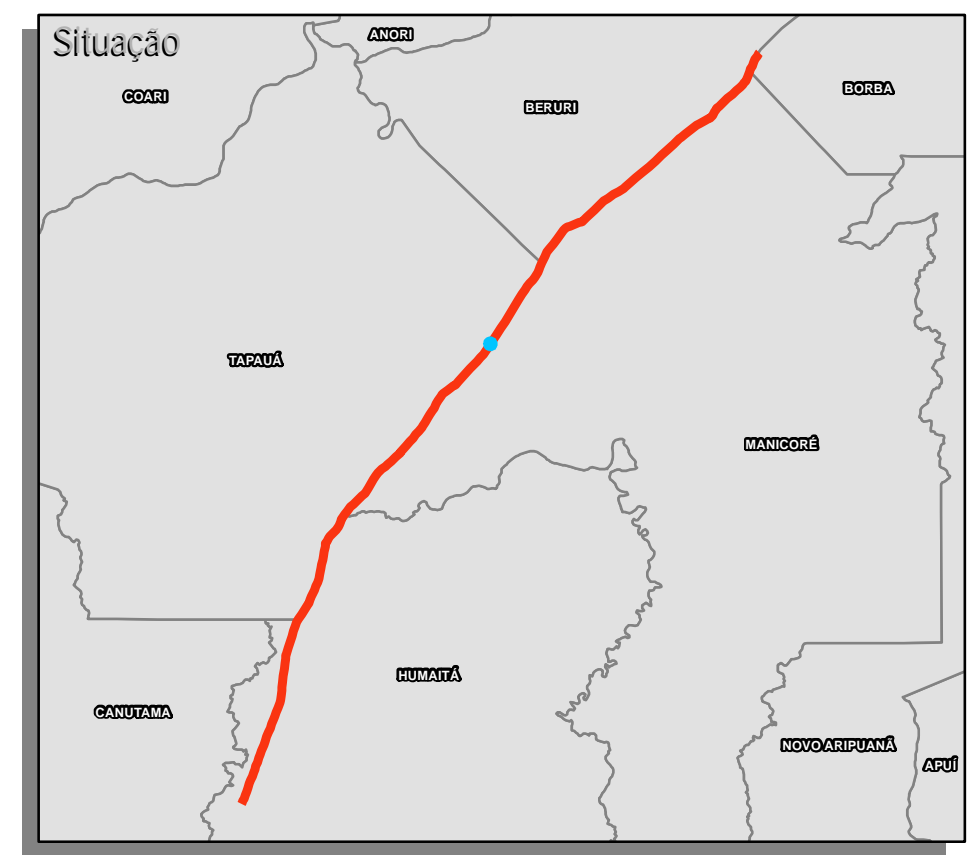 Situação
ANORI
COARI
BERURI
BORBA
TAPAUÁ
MANICORÉ
HUMAITÁ
CANUTAMA
NOVO ARIPUANÃ
APUÍ